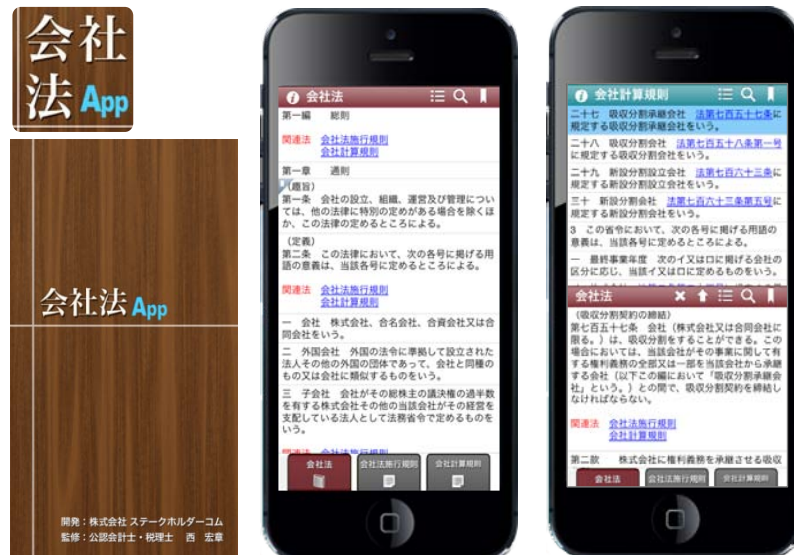 会社
法 App
会社法 App
開発：株式会社 ステークホルダーコム
監修：公認会計士・税理士　西　宏章
会社法
第一編　　総則
関連法　会社法施行規則
会社計算規則
第一章　　通則
（趣旨）
第一条　会社の設立、組織、運営及び管理につい
ては、他の法律に特別の定めがある場合を除くほ
か、この法律の定めるところによる。
（定義）
第二条　この法律において、次の各号に掲げる用
語の意義は、当該各号に定めるところによる。
関連法　会社法施行規則
会社計算規則
一　会社　株式会社、合名会社、合資会社又は合
同会社をいう。
二　外国会社　外国の法令に準拠して設立された
法人その他の外国の団体であって、会社と同種の
もの又は会社に類似するものをいう。
三　子会社　会社がその総株主の議決権の過半数
を有する株式会社その他の当該会社がその経営を
支配している法人として法務省令で定めるものを
いう。
関連法　会社法施行規則
会社法
会社法施行規則
会社計算規則
会社計算規則
二十七　吸収分割承継会社　法第七百五十七条に
規定する吸収分割承継会社をいう。
二十八　吸収分割会社　法第七百五十八条第一号
に規定する吸収分割会社をいう。
二十九　新設分割設立会社　法第七百六十三条に
規定する新設分割設立会社をいう。
三十　新設分割会社　法第七百六十三条第五号に
規定する新設分割会社をいう。
3　この省令において、次の各号に掲げる用語の
意義は、当該各号に定めるところによる。
一　最終事業年度　次のイ又はロに掲げる会社の
区分に応じ、当該イ又はロに定めるものをいう。
会社法
（吸収分割契約の締結）
第七百五十七条　会社（株式会社又は合同会社に
限る。）は、吸収分割をすることができる。この
場合においては、当該会社がその事業に関して有
する権利義務の全部又は一部を当該会社から承継
する会社（以下この編において「吸収分割承継会
社」という。）との間で、吸収分割契約を締結し
なければならない。
関連法　会社法施行規則
会社計算規則
第二款　　株式会社に権利義務を承継させる吸収
会社法
会社法施行規則
会社計算規則